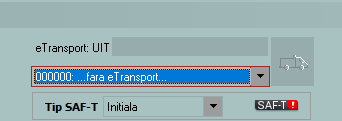 eTransport: UIT
000000: ...fara eTransport...
Tip SAF-T Initiala SAF-T !